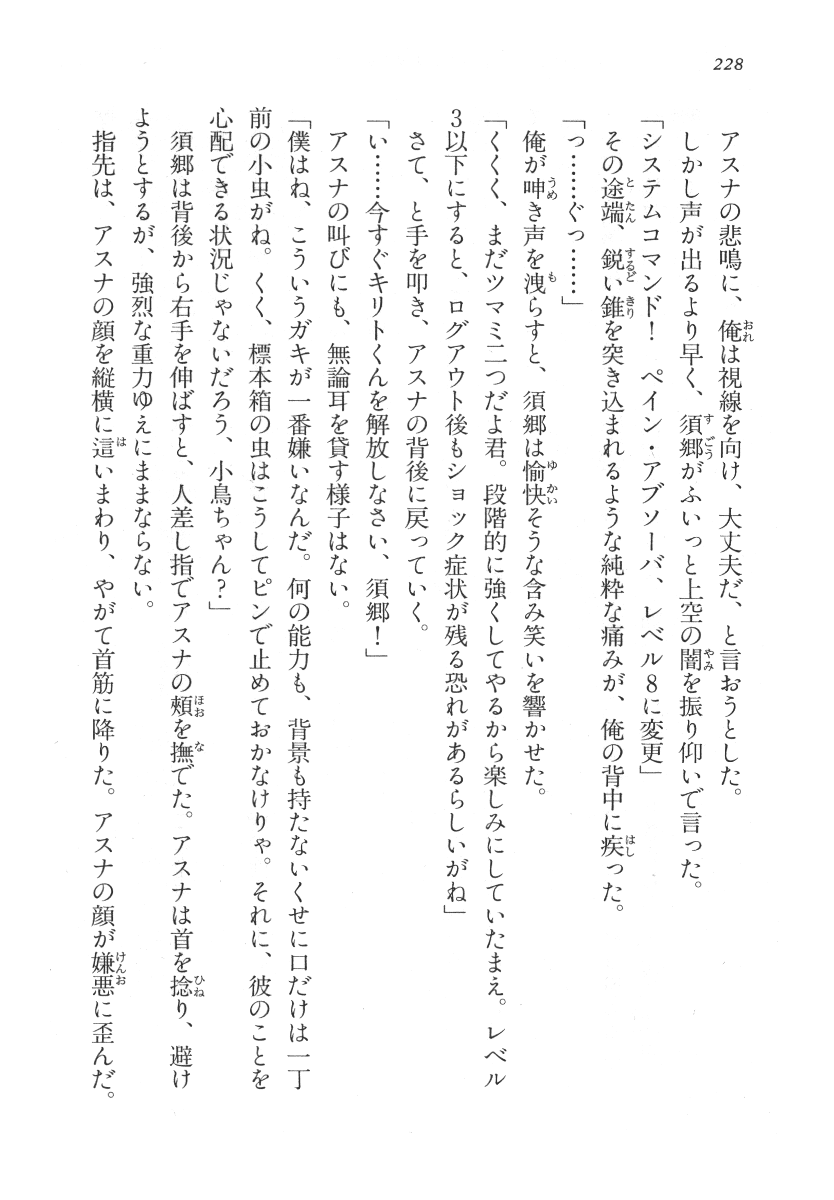 228
アスナの悲鳴に、俺は視線を向け、大丈夫だ、と言おうとした。
しかし声が出るより早く、須郷がふいっと上空の闇を振り仰いで言った。
「システムコマンド！　ペイン・アブソーバ、レベル８に変更」
その途端、鋭い錐を突き込まれるような純粋な痛みが、俺の背中に疾った。
「っ……ぐっ……」
俺が呻き声を洩らすと、須郷は愉快そうな含み笑いを響かせた。
「くくく、まだツマミ二つだよ君。段階的に強くしてやるから楽しみにしていたまえ。レベル
３以下にすると、ログアウト後もショック症状が残る恐れがあるらしいがね」
さて、と手を叩き、アスナの背後に戻っていく。
「い……今すぐキリトくんを解放しなさい、須郷！」
アスナの叫びにも、無論耳を貸す様子はない。
「僕はね、こういうガキが一番嫌いなんだ。何の能力も、背景も持たないくせに口だけは一丁
前の小虫がね。くく、標本箱の虫はこうしてピンで止めておかなけりゃ。それに、彼のことを
心配できる状況じゃないだろう、小鳥ちゃん？」
須郷は背後から右手を伸ばすと、人差し指でアスナの頬を撫でた。アスナは首を捻り、避け
ようとするが、強烈な重力ゆえにままならない。
指先は、アスナの顔を縦横に這いまわり、やがて首筋に降りた。アスナの顔が嫌悪に歪んだ。